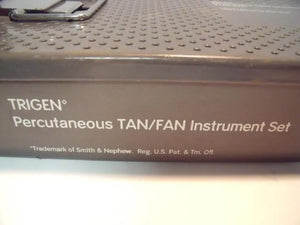 TRIGEN◊
Percutaneous TAN/FAN Instrument Set
◊Trademark of Smith & Nephew. Reg. U.S. Pat. & Tm. Off.